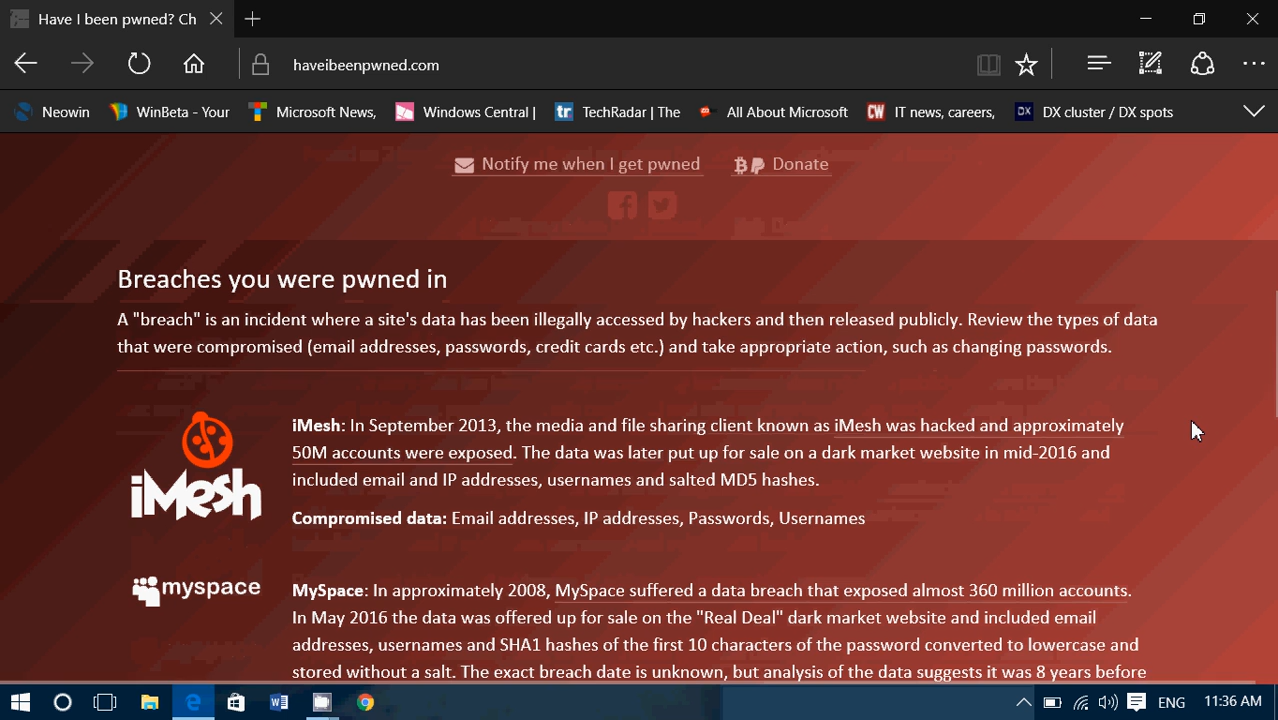 Have I been pwned? Ch
haveibeenpwned.com
Neowin
WinBeta - Your
Microsoft News,
Windows Central |
tr TechRadar | The
All About Microsoft
CW IT news, careers,
DX DX cluster / DX spots
Notify me when I get pwned
Donate
Breaches you were pwned in
A "breach" is an incident where a site's data has been illegally accessed by hackers and then released publicly. Review the types of data
that were compromised (email addresses, passwords, credit cards etc.) and take appropriate action, such as changing passwords.
iMesh
iMesh: In September 2013, the media and file sharing client known as iMesh was hacked and approximately
50M accounts were exposed. The data was later put up for sale on a dark market website in mid-2016 and
included email and IP addresses, usernames and salted MD5 hashes.
Compromised data: Email addresses, IP addresses, Passwords, Usernames
myspace
MySpace: In approximately 2008, MySpace suffered a data breach that exposed almost 360 million accounts.
In May 2016 the data was offered up for sale on the "Real Deal" dark market website and included email
addresses, usernames and SHA1 hashes of the first 10 characters of the password converted to lowercase and
stored without a salt. The exact breach date is unknown, but analysis of the data suggests it was 8 years before
ENG
11:36 AM